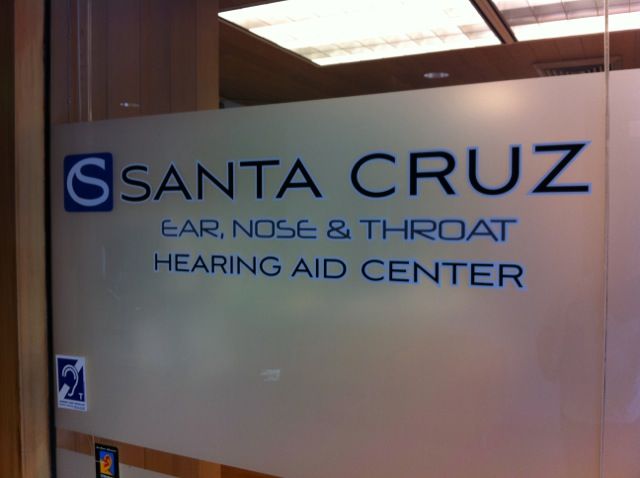 S SANTA CRUZ
EAR, NOSE & THROAT
HEARING AID CENTER
T